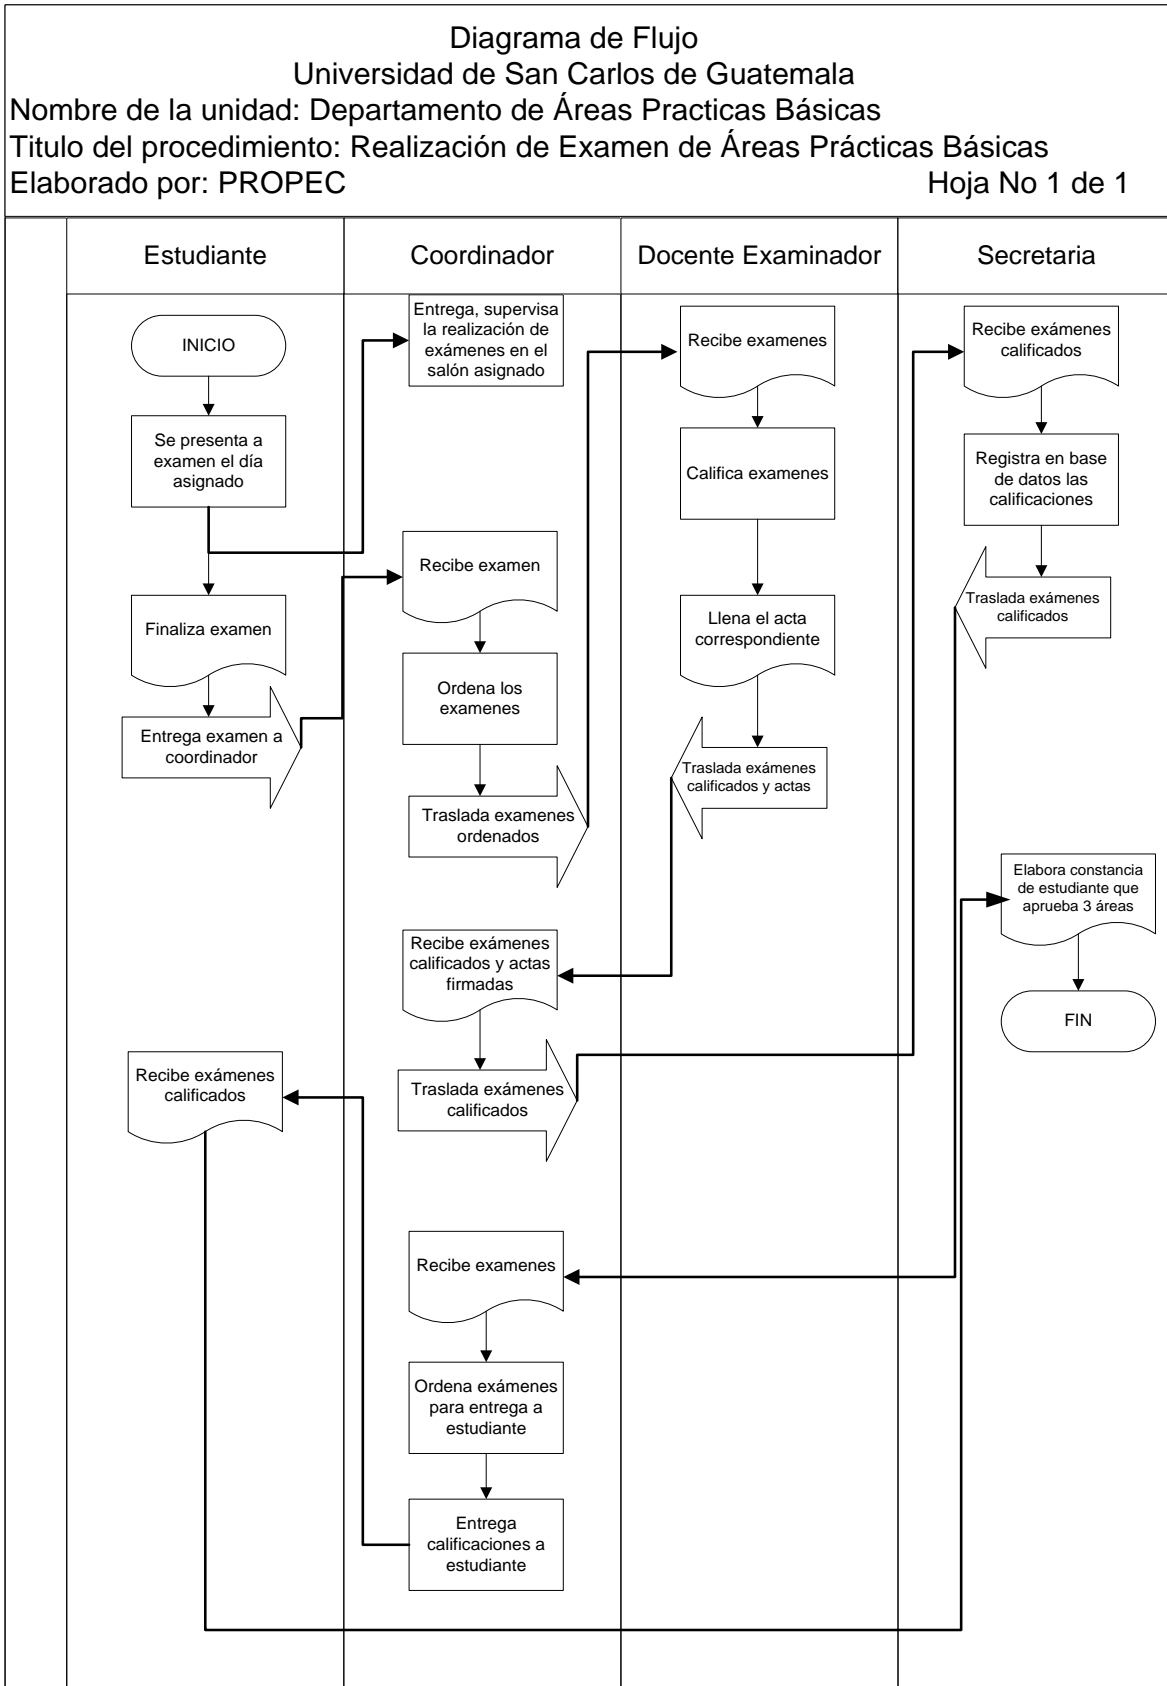 Diagrama de Flujo
Universidad de San Carlos de Guatemala
Nombre de la unidad: Departamento de Áreas Practicas Básicas
Titulo del procedimiento: Realización de Examen de Áreas Prácticas Básicas
Elaborado por: PROPEC
Hoja No 1 de 1
Estudiante
Coordinador
Docente Examinador
Secretaria
INICIO
Se presenta a
examen el día
asignado
Finaliza examen
Entrega examen a
coordinador
Recibe exámenes
calificados
Entrega, supervisa
la realización de
exámenes en el
salón asignado
Recibe examen
Ordena los
examenes
Traslada examenes
ordenados
Recibe exámenes
calificados y actas
firmadas
Traslada exámenes
calificados
Recibe examenes
Ordena exámenes
para entrega a
estudiante
Entrega
calificaciones a
estudiante
Recibe examenes
Califica examenes
Llena el acta
correspondiente
Traslada exámenes
calificados y actas
Recibe exámenes
calificados
Registra en base
de datos las
calificaciones
Traslada exámenes
calificados
Elabora constancia
de estudiante que
aprueba 3 áreas
FIN